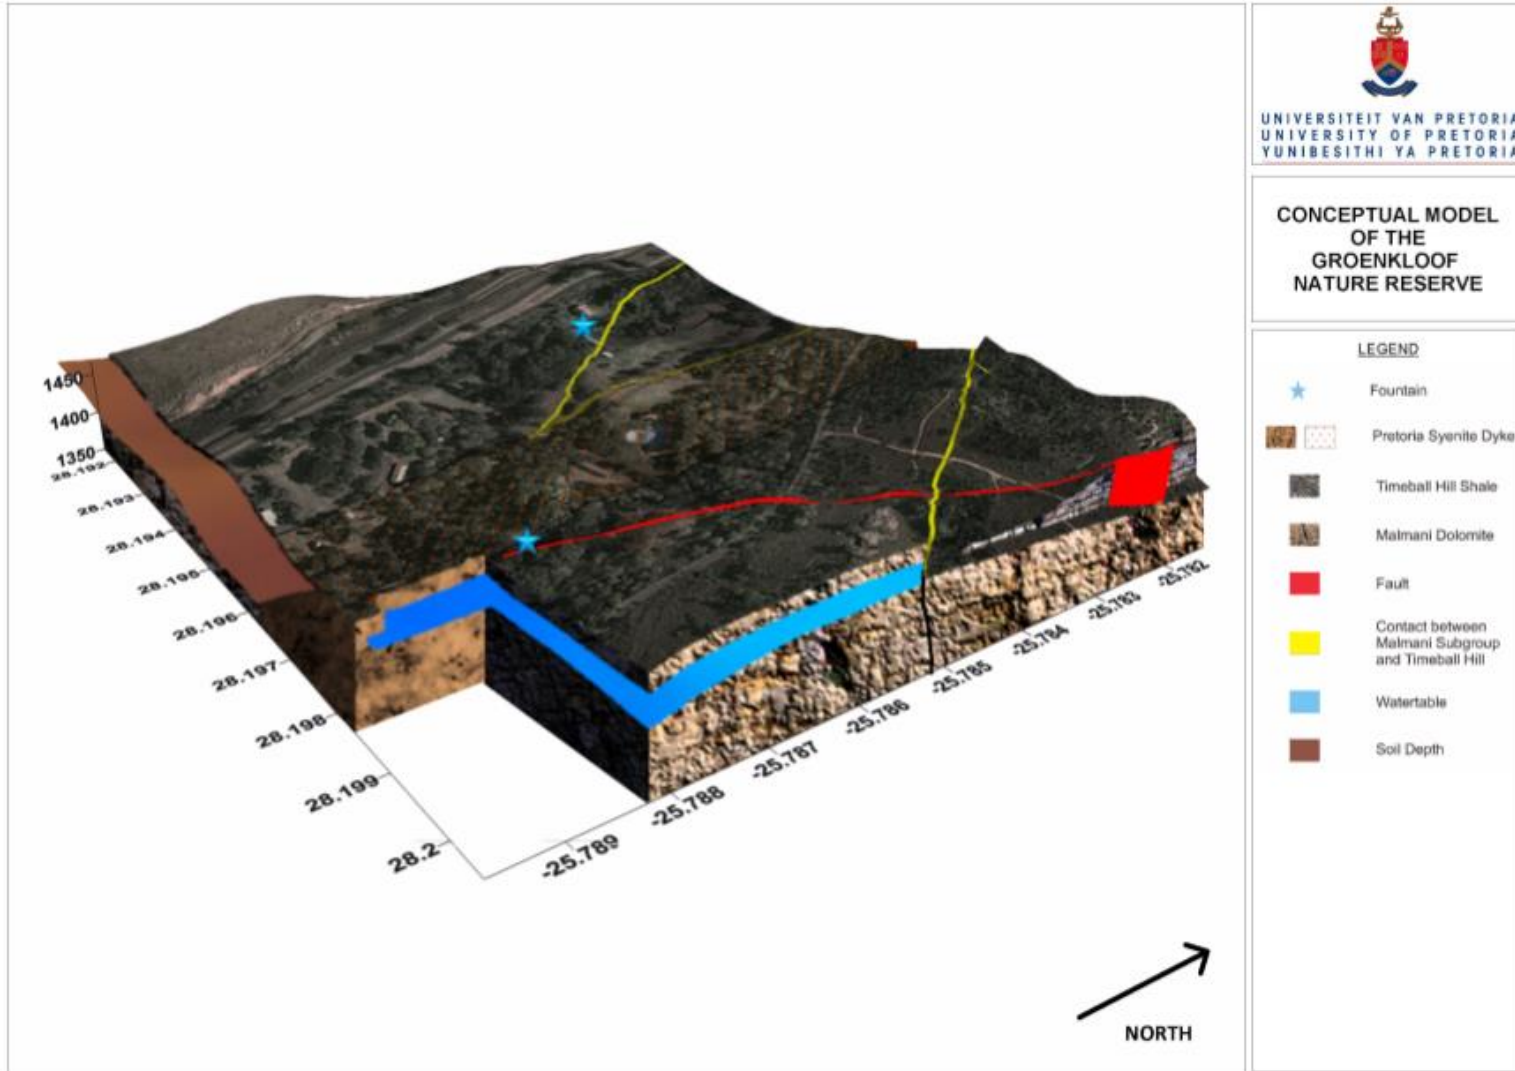 1450
1400
1350
28.192
28.193
28.194
28.195
28.196
28.197
28.198
28.199
28.2
-25.789
-25.788
-25.787
-25.786
-25.785
-25.784
-25.783
-25.782
NORTH
UNIVERSITEIT VAN PRETORIA
UNIVERSITY OF PRETORIA
YUNIBESITHI YA PRETORIA
CONCEPTUAL MODEL
OF THE
GROENKLOOF
NATURE RESERVE
LEGEND
Fountain
Pretoria Syenite Dyke
Timeball Hill Shale
Malmani Dolomite
Fault
Contact between
Malmani Subgroup
and Timeball Hill
Watertable
Soil Depth